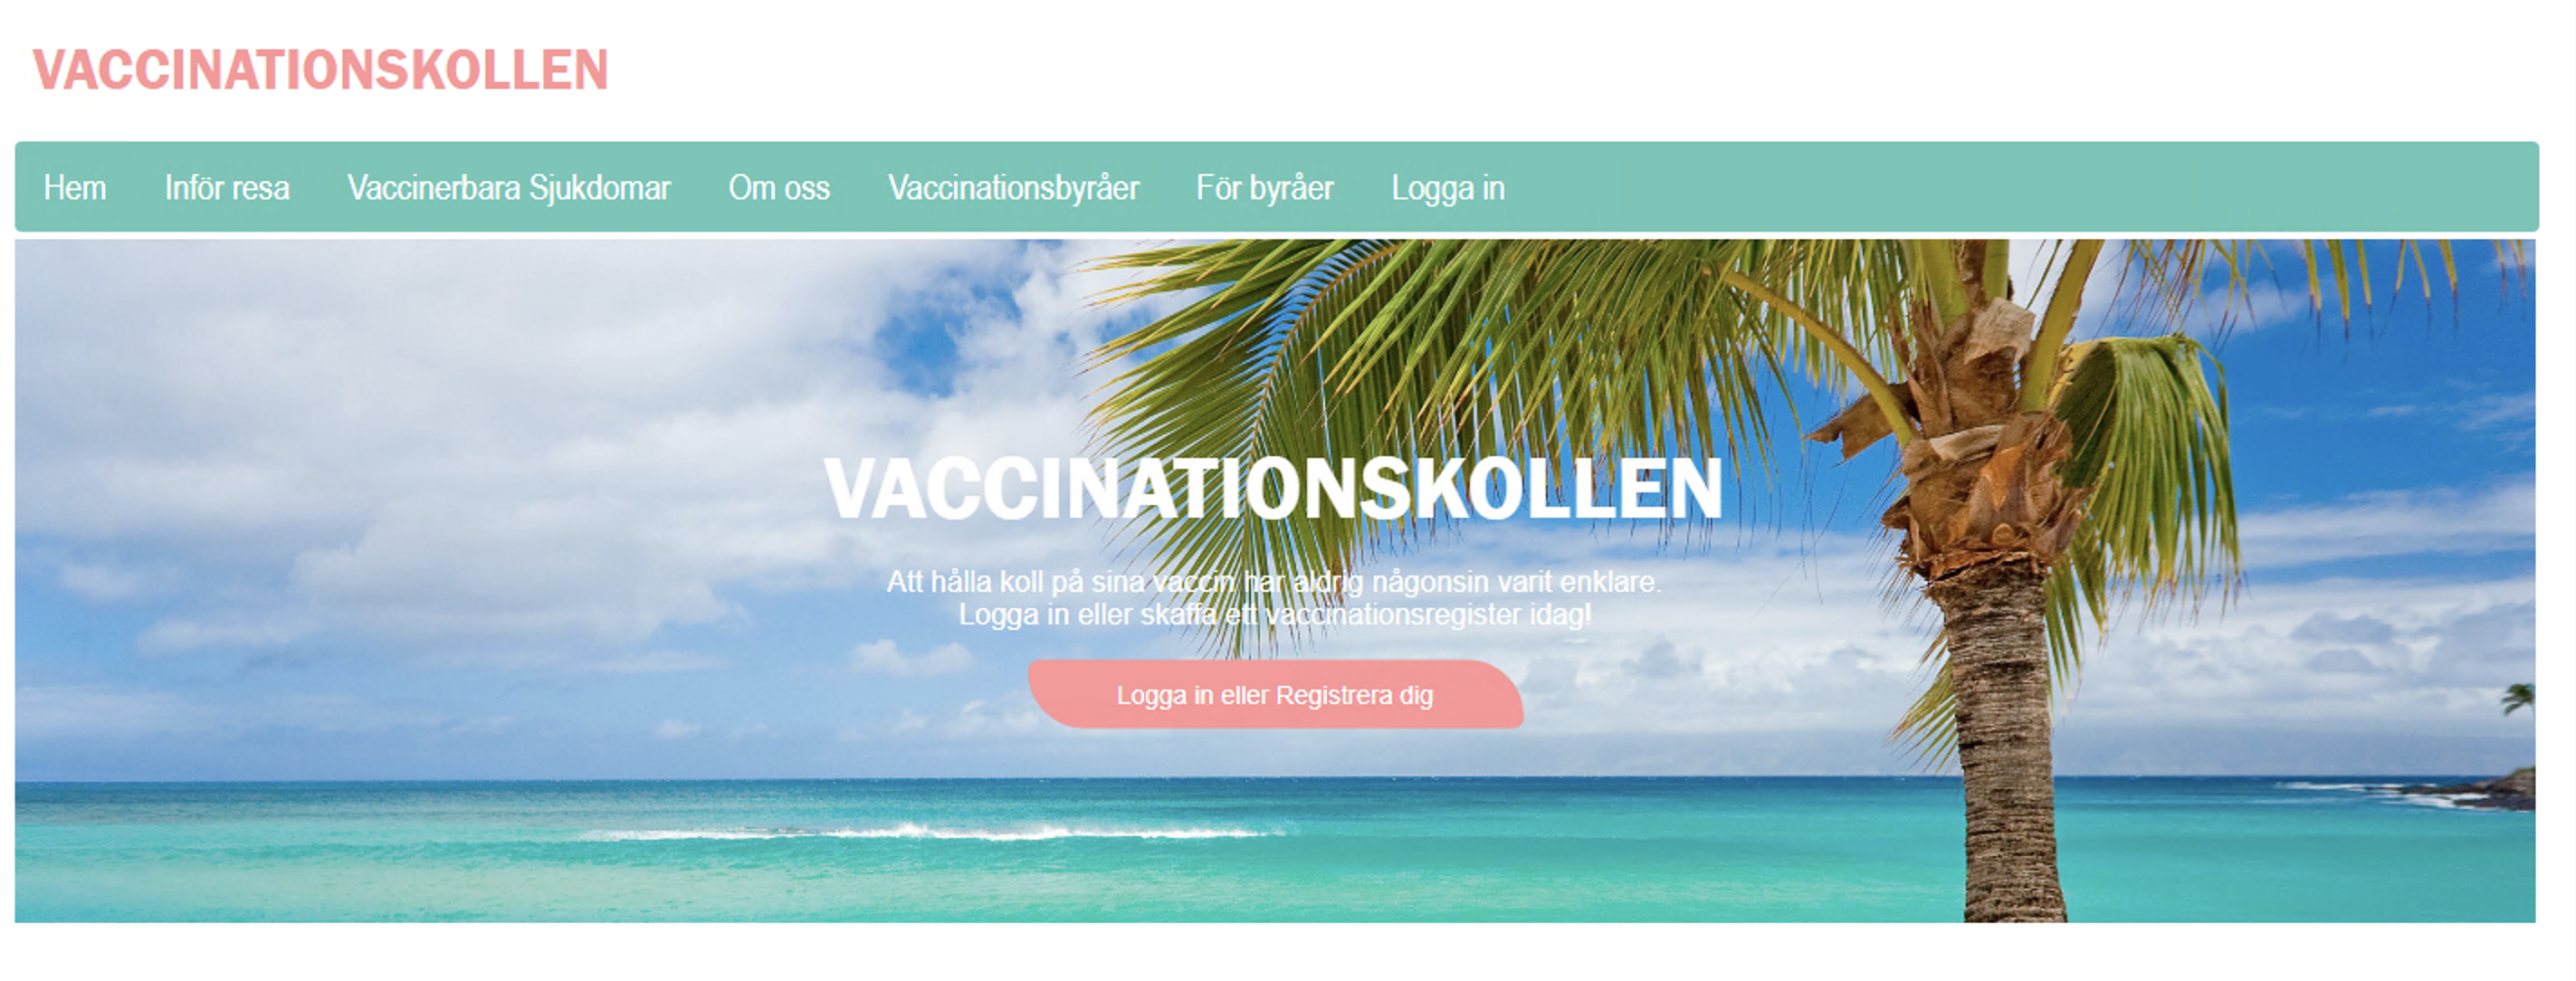 VACCINATIONSKOLLEN
Hem Inför resa Vaccinerbara Sjukdomar Om oss Vaccinationsbyråer För byråer Logga in
VACCINATIONSKOLLEN
Att hålla koll på sina vaccin har aldrig någonsin varit enklare.
Logga in eller skaffa ett vaccinationsregister idag!
Logga in eller Registrera dig